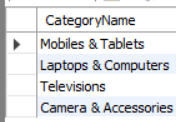 CategoryName
Mobiles & Tablets
Laptops & Computers
Televisions
Camera & Accessories